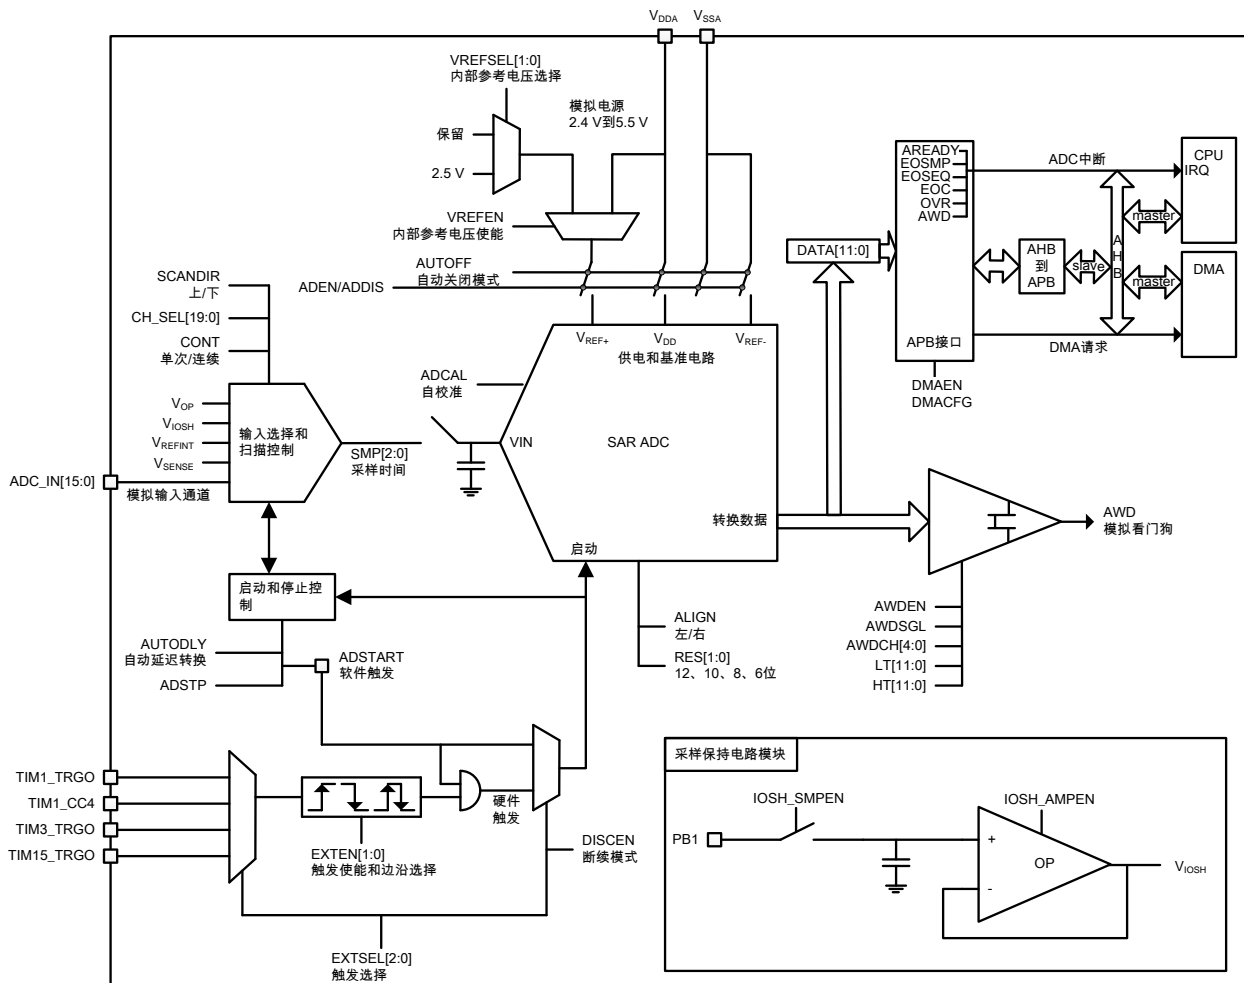 VDDA
VSSA
VREFSEL[1:0]
内部参考电压选择
模拟电源
2.4 V到5.5 V
保留
2.5 V
VREFEN
内部参考电压使能
AUTOFF
自动关闭模式
ADEN/ADDIS
SCANDIR
上/下
CH_SEL[19:0]
CONT
单次/连续
VOP
VIOSH
VREFINT
VSENSE
ADC_IN[15:0]
模拟输入通道
输入选择和
扫描控制
SMP[2:0]
采样时间
ADCAL
自校准
VIN
VREF+
VDD
VREF-
供电和基准电路
SAR ADC
转换数据
启动
启动和停止控
制
AUTODLY
自动延迟转换
ADSTP
ADSTART
软件触发
ALIGN
左/右
RES[1:0]
12、10、8、6位
DATA[11:0]
AREADY
EOSMP
EOSEQ
EOC
OVR
AWD
APB接口
DMAEN
DMACFG
ADC中断
CPU
IRQ
master
AHB
AHB
到
APB
slave
DMA
master
DMA请求
AWD
模拟看门狗
AWDEN
AWDSGL
AWDCH[4:0]
LT[11:0]
HT[11:0]
TIM1_TRGO
TIM1_CC4
TIM3_TRGO
TIM15_TRGO
EXTEN[1:0]
触发使能和边沿选择
硬件
触发
DISCEN
断续模式
EXTSEL[2:0]
触发选择
采样保持电路模块
IOSH_SMPEN
IOSH_AMPEN
PB1
+
-
OP
VIOSH